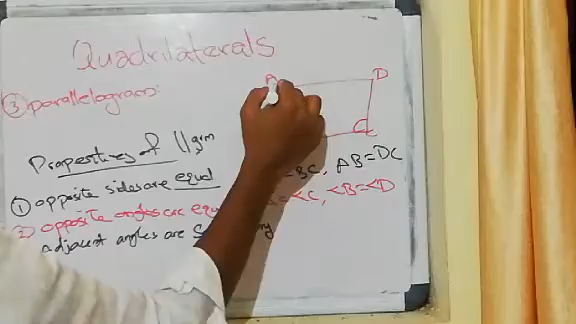 Quadrilaterals
A D
③ parallelogram:
C
Properties of ||grm
① opposite sides are equal =BC, AB=DC
② opposite angles are equ <C, <B=<D
adjacent angles are